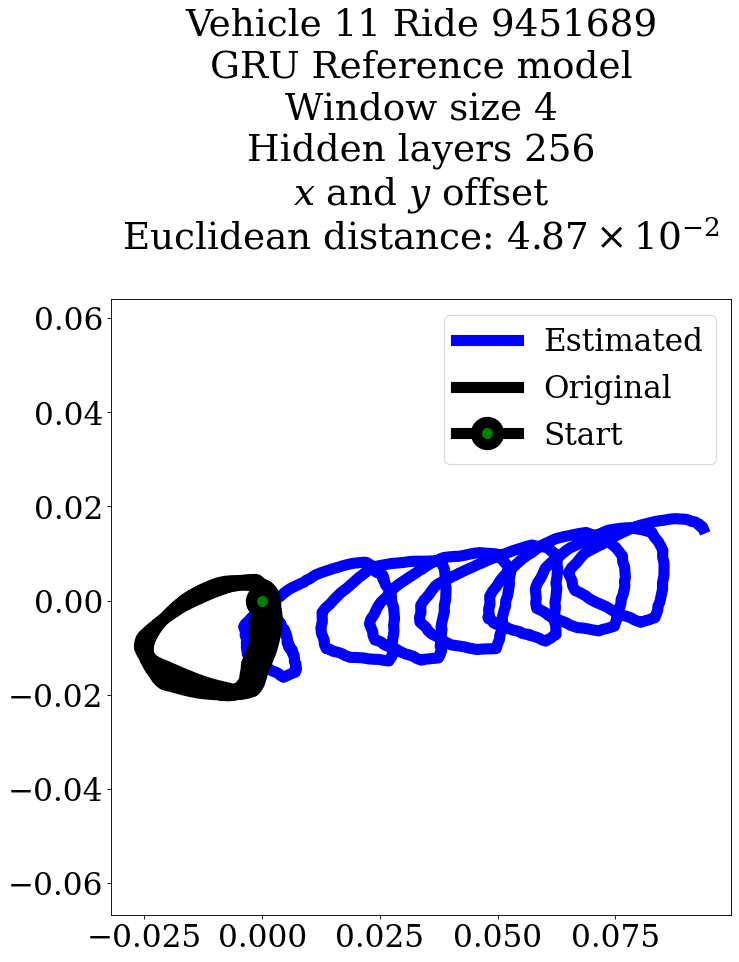 Vehicle 11 Ride 9451689
GRU Reference model
Window size 4
Hidden layers 256
x and y offset
Euclidean distance: 4.87 × 10⁻²
Estimated
Original
Start
0.06
0.04
0.02
0.00
−0.02
−0.04
−0.06
−0.025 0.000 0.025 0.050 0.075